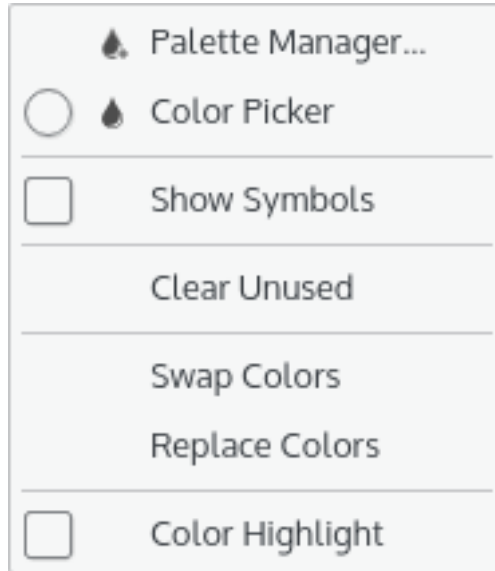 Palette Manager...
Color Picker
Show Symbols
Clear Unused
Swap Colors
Replace Colors
Color Highlight